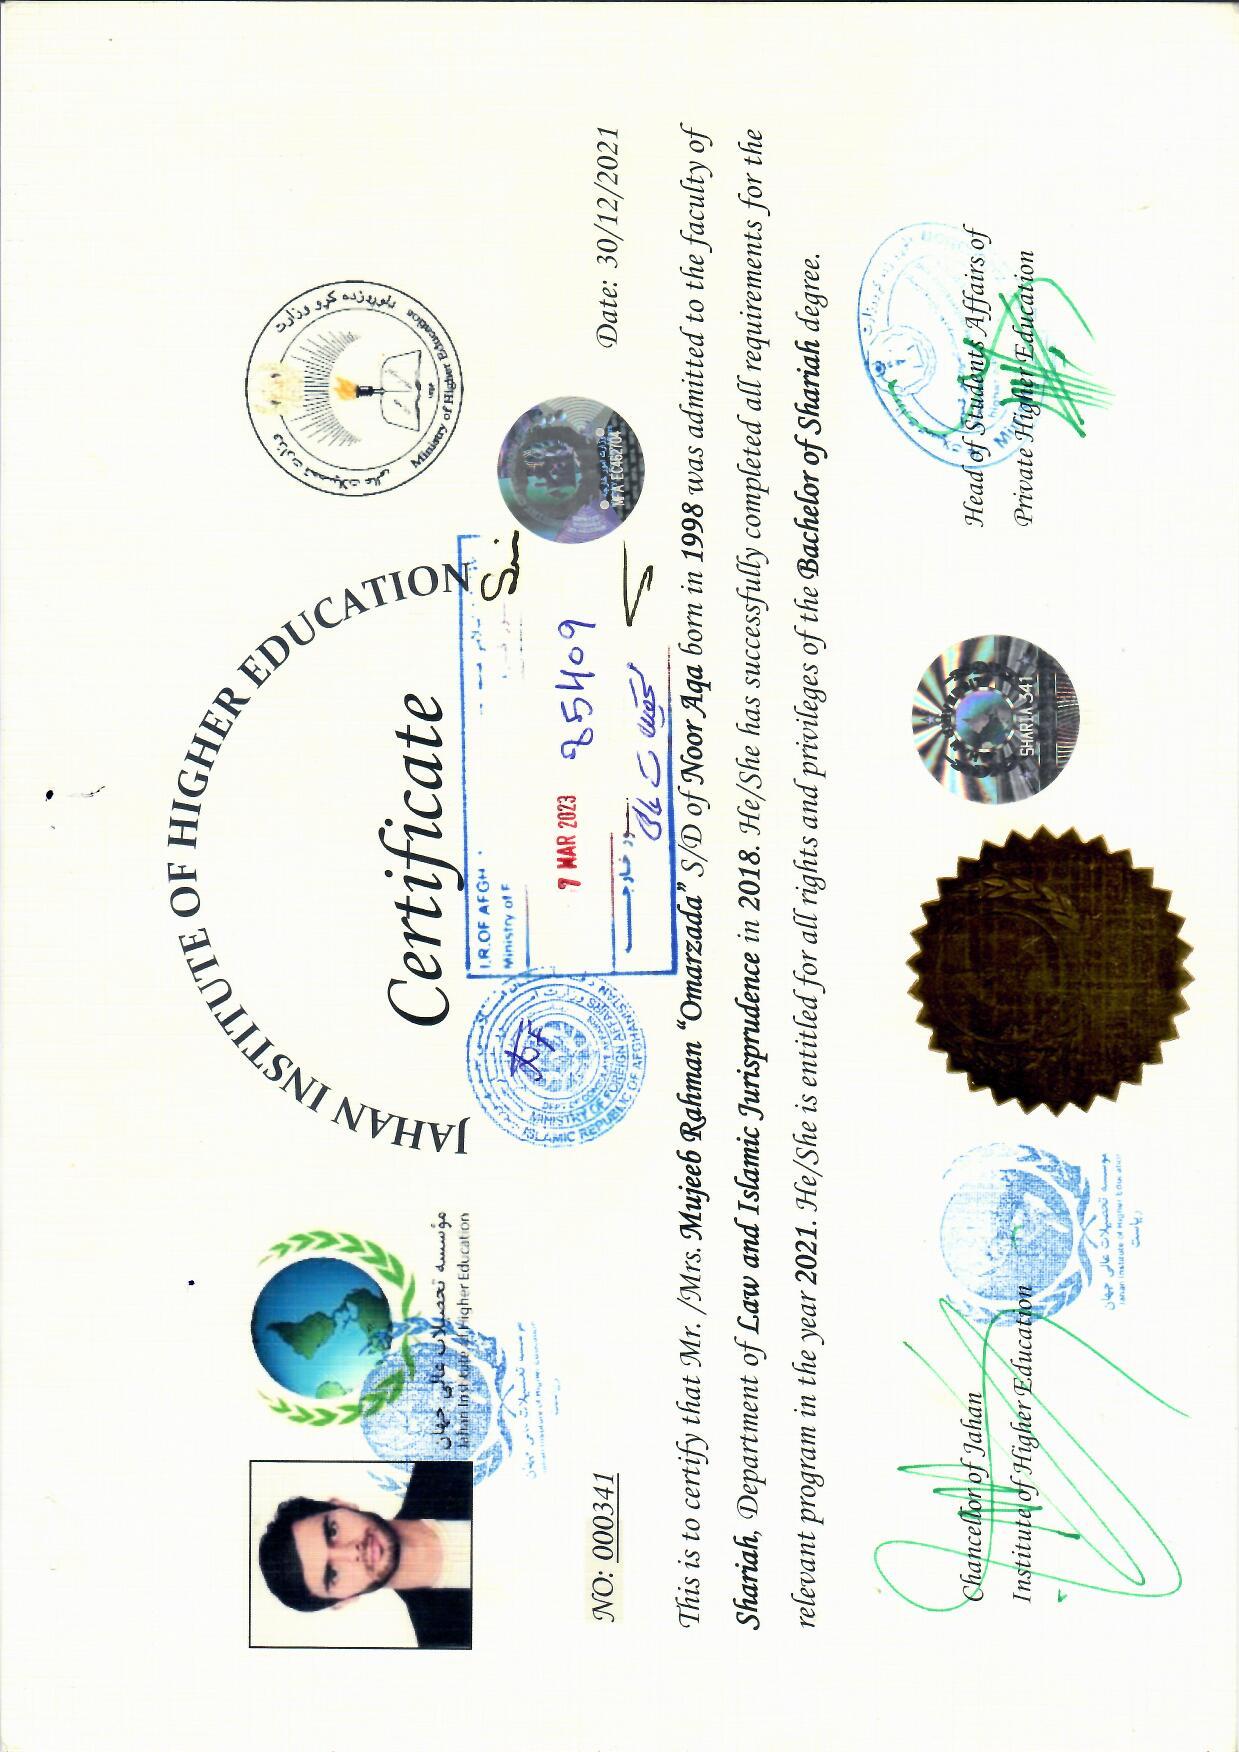 JAHAN INSTITUTE OF HIGHER EDUCATION
Certificate
مؤسسه تحصیلات عالی جهان
Jahan Institute of Higher Education
وزارت تحصیلات عالی
Ministry of Higher Education
NO: 000341
Date: 30/12/2021
I.R.OF AFGH
Ministry of F
7 MAR 2023
85409
MINISTRY OF FOREIGN AFFAIRS
ISLAMIC REPUBLIC OF AFGHANISTAN
MFA EC462704
This is to certify that Mr. /Mrs. Mujeeb Rahman “Omarzada” S/D of Noor Aqa born in 1998 was admitted to the faculty of
Shariah, Department of Law and Islamic Jurisprudence in 2018. He/She has successfully completed all requirements for the
relevant program in the year 2021. He/She is entitled for all rights and privileges of the Bachelor of Shariah degree.
Chancellor of Jahan
Institute of Higher Education
مؤسسه تحصیلات عالی جهان
Jahan Institute of Higher Education
ریاست
SHARIA 341
Head of Students Affairs of
Private Higher Education